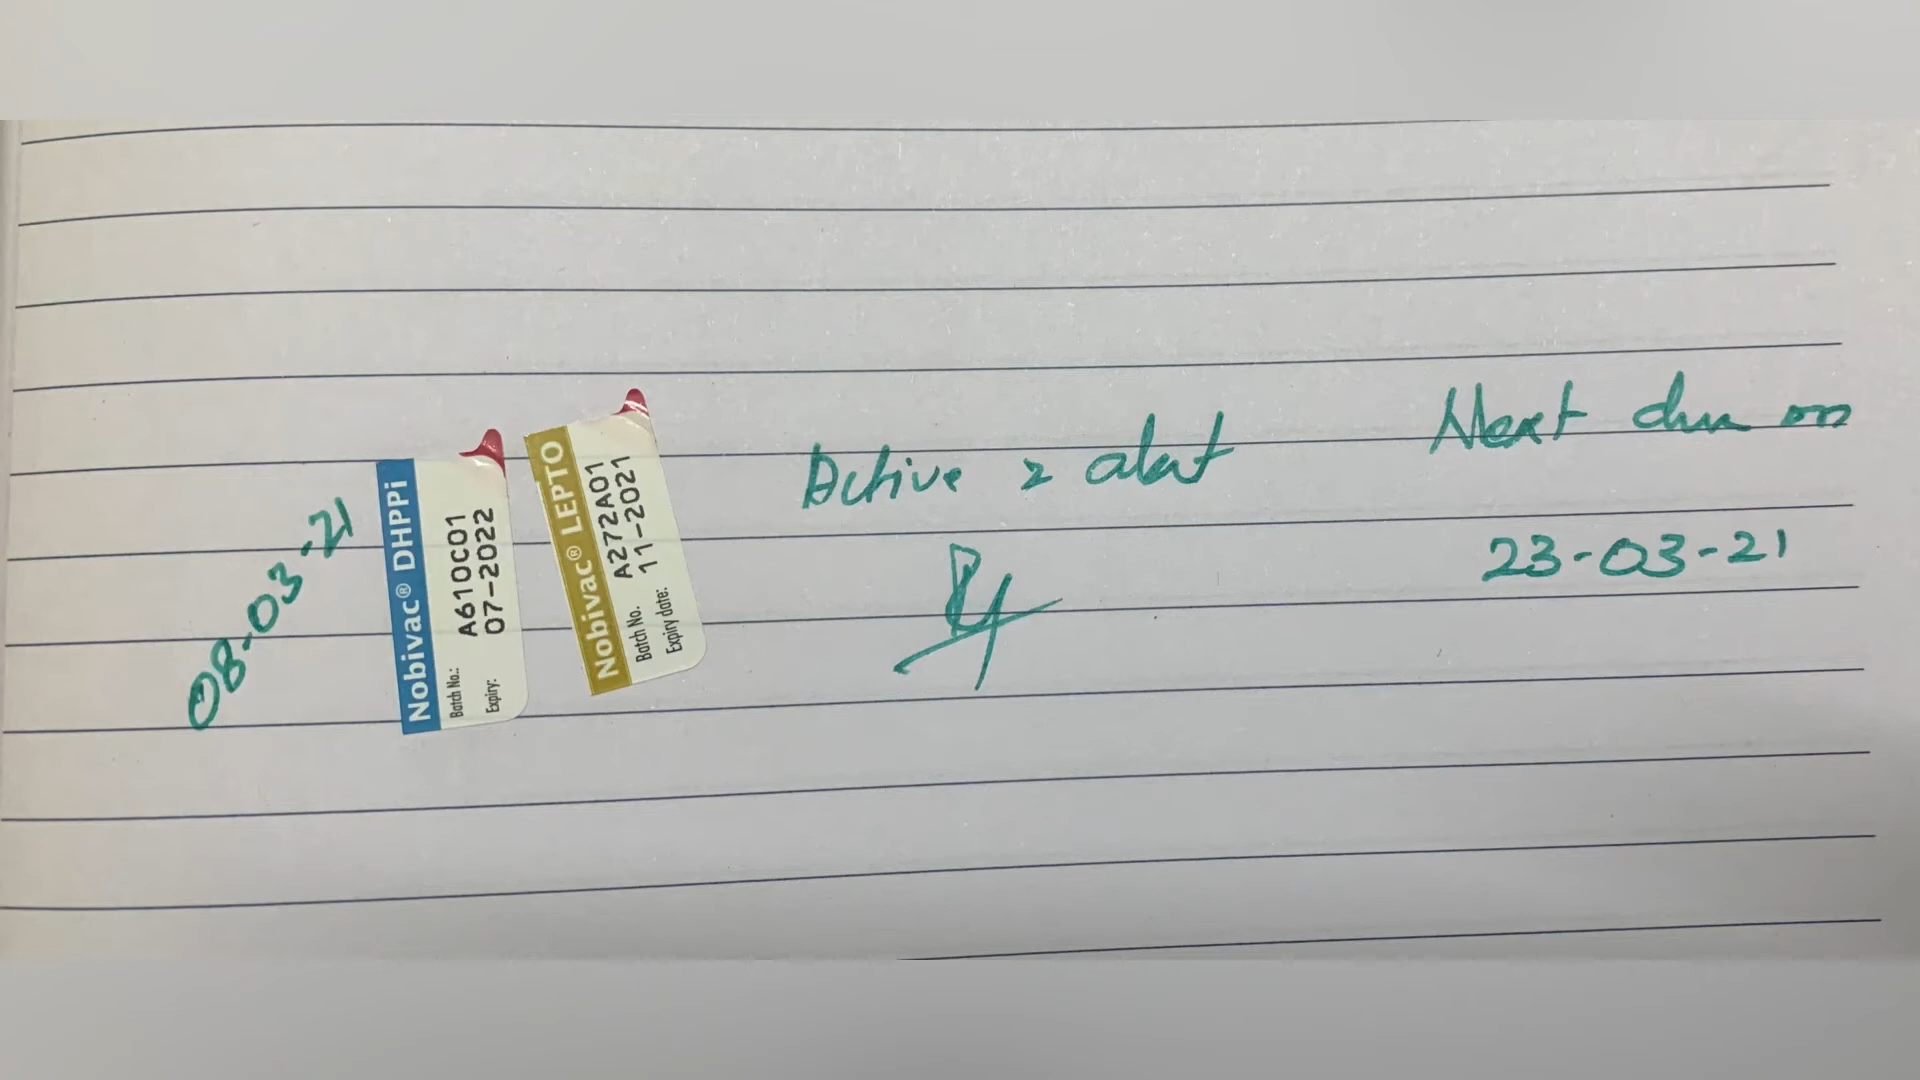 08-03-21
Nobivac® DHPPi
Batch No.: A610C01
Expiry: 07-2022
Nobivac® LEPTO
Batch No. A272A01
Expiry date: 11-2021
Active & alert
Next due on
23-03-21